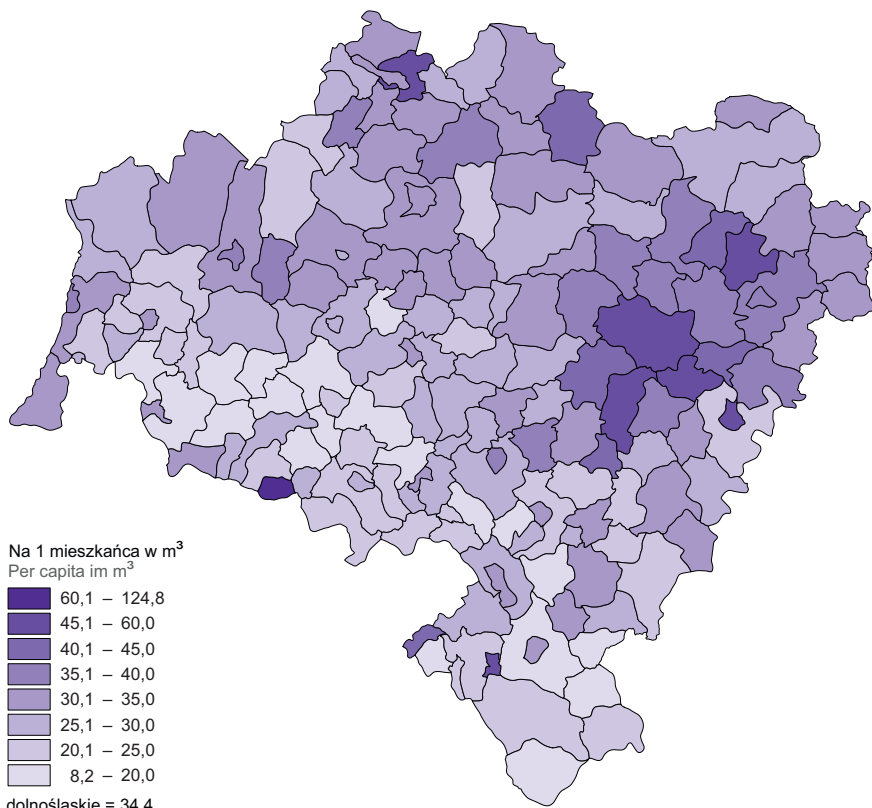 Na 1 mieszkańca w m³
Per capita im m³
60,1 – 124,8
45,1 – 60,0
40,1 – 45,0
35,1 – 40,0
30,1 – 35,0
25,1 – 30,0
20,1 – 25,0
8,2 – 20,0
dolnośląskie = 34,4